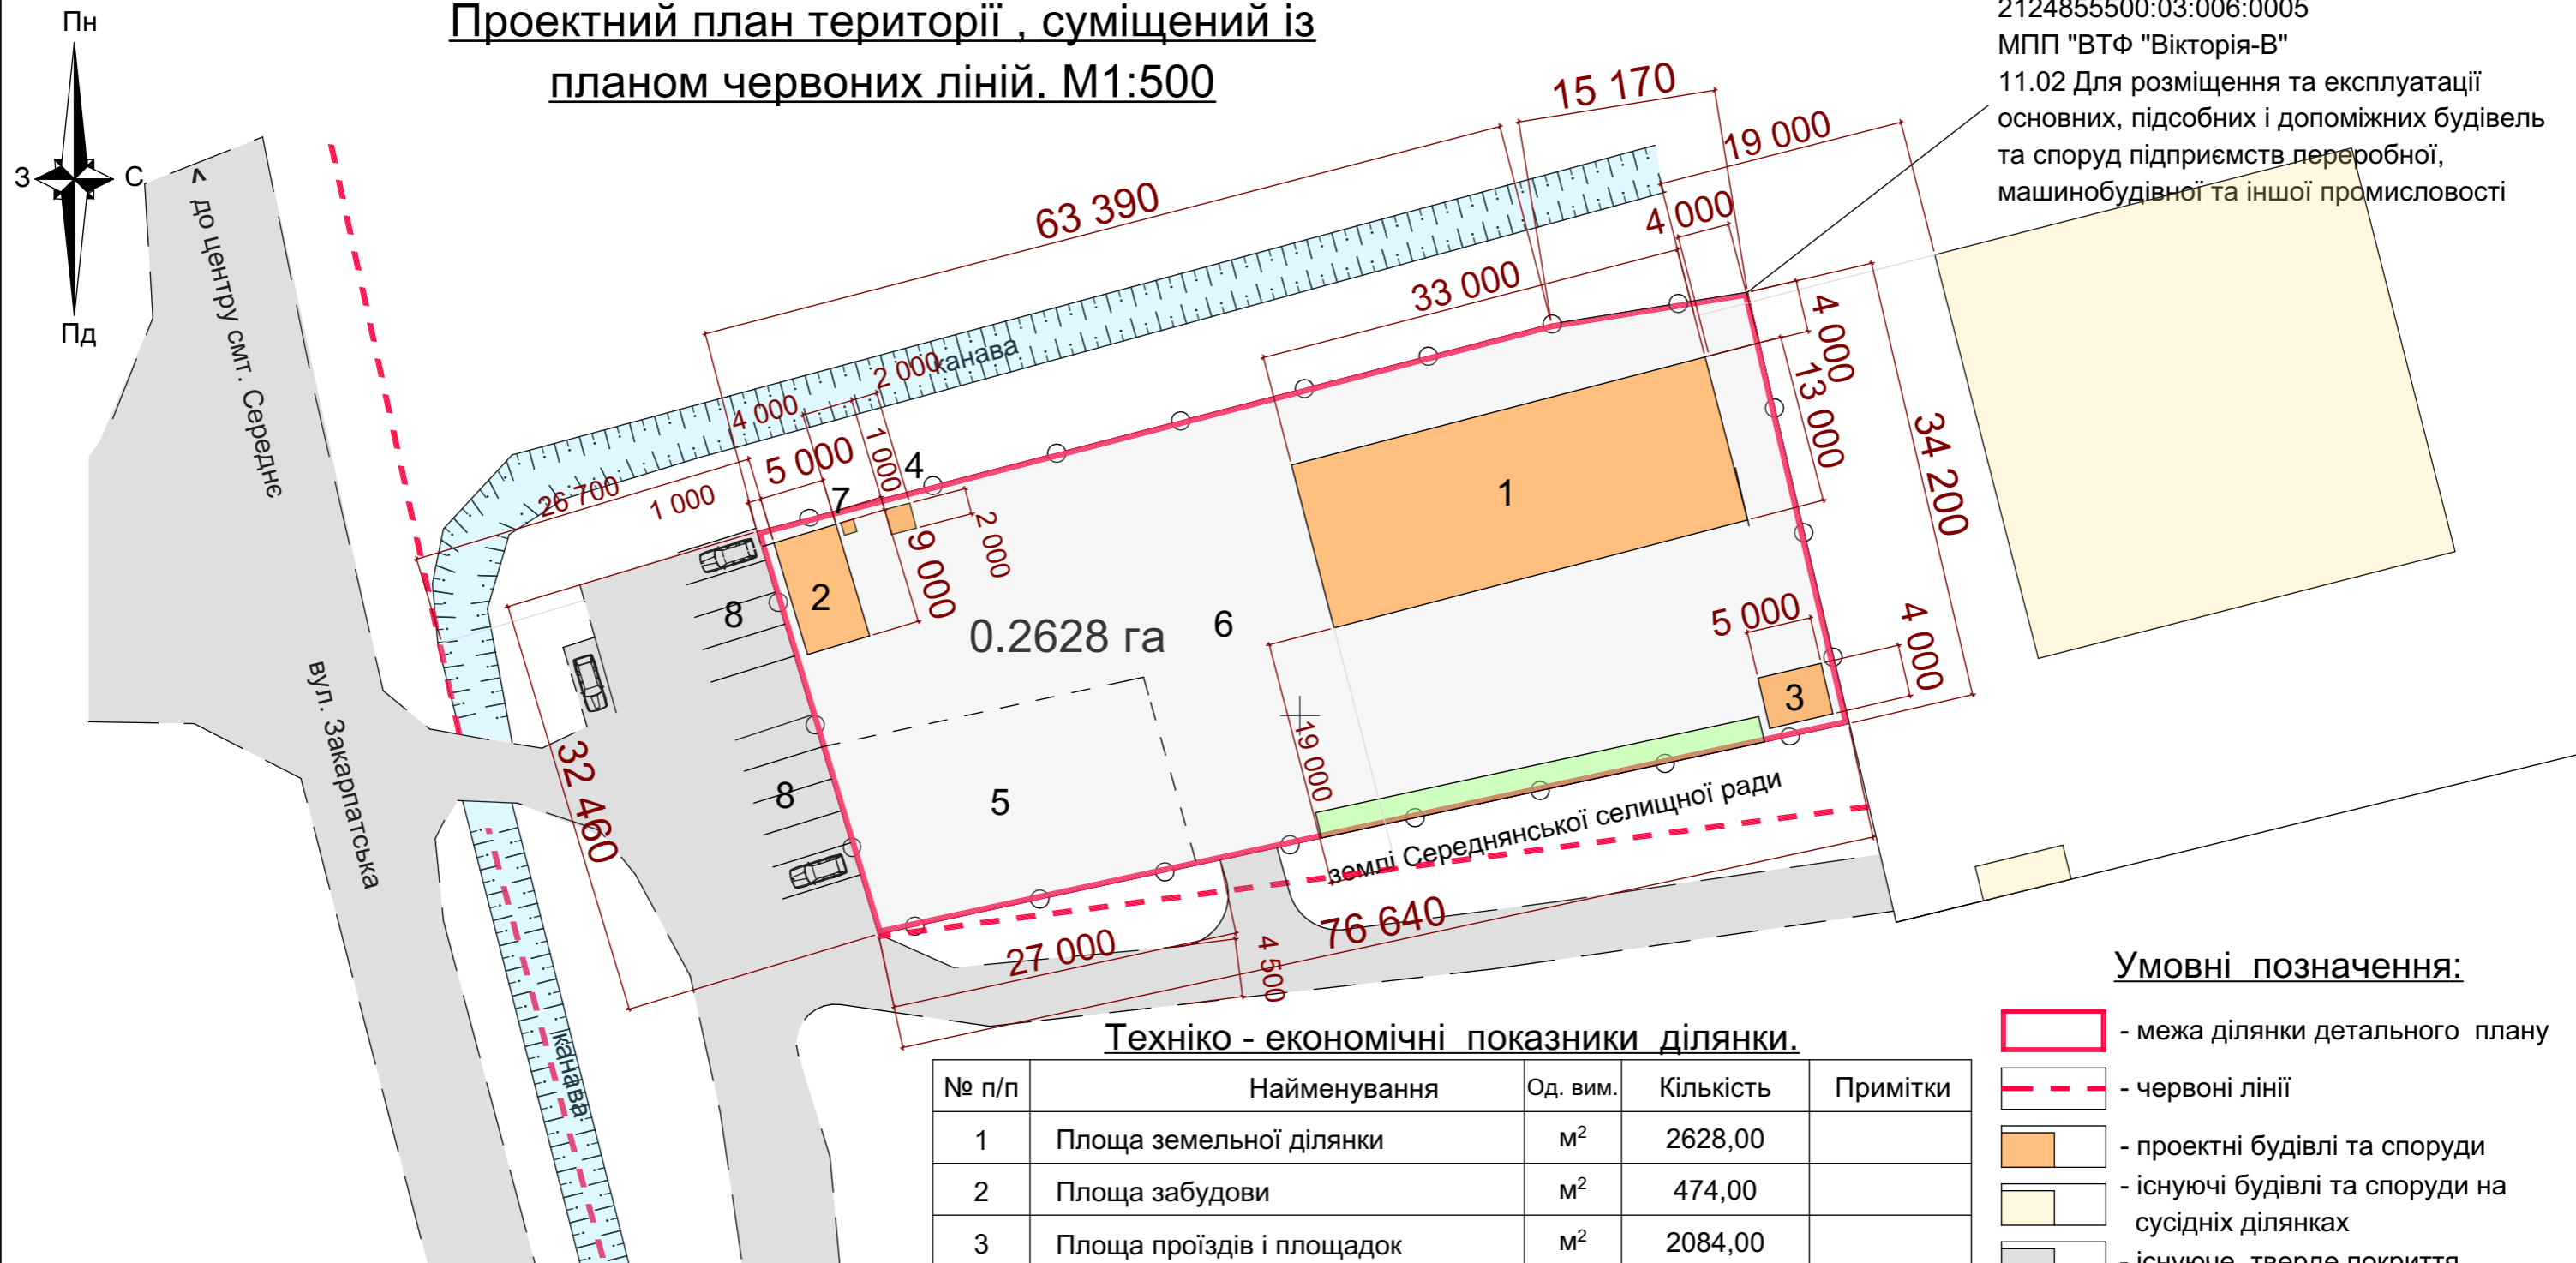 Проектний план території , суміщений із
планом червоних ліній. М1:500
Пн
З
С
Пд
2124855500:03:006:0005
МПП "ВТФ "Вікторія-В"
11.02 Для розміщення та експлуатації
основних, підсобних і допоміжних будівель
та споруд підприємств переробної,
машинобудівної та іншої промисловості
< до центру смт. Середнє
вул. Закарпатська
канава
канава
63 390
15 170
19 000
4 000
33 000
4 000
13 000
34 200
2 000
4 000
5 000
1 000
4
7
26 700
1 000
2 000
9 000
1
2
8
0.2628 га
6
5 000
4 000
3
19 000
32 460
8
5
землі Середнянської селищної ради
76 640
27 000
4 500
Техніко - економічні показники ділянки.
№ п/п Найменування Од. вим. Кількість Примітки
1 Площа земельної ділянки м² 2628,00
2 Площа забудови м² 474,00
3 Площа проїздів і площадок м² 2084,00
Умовні позначення:
- межа ділянки детального плану
- червоні лінії
- проектні будівлі та споруди
- існуючі будівлі та споруди на
сусідніх ділянках
- існуюче тверде покриття